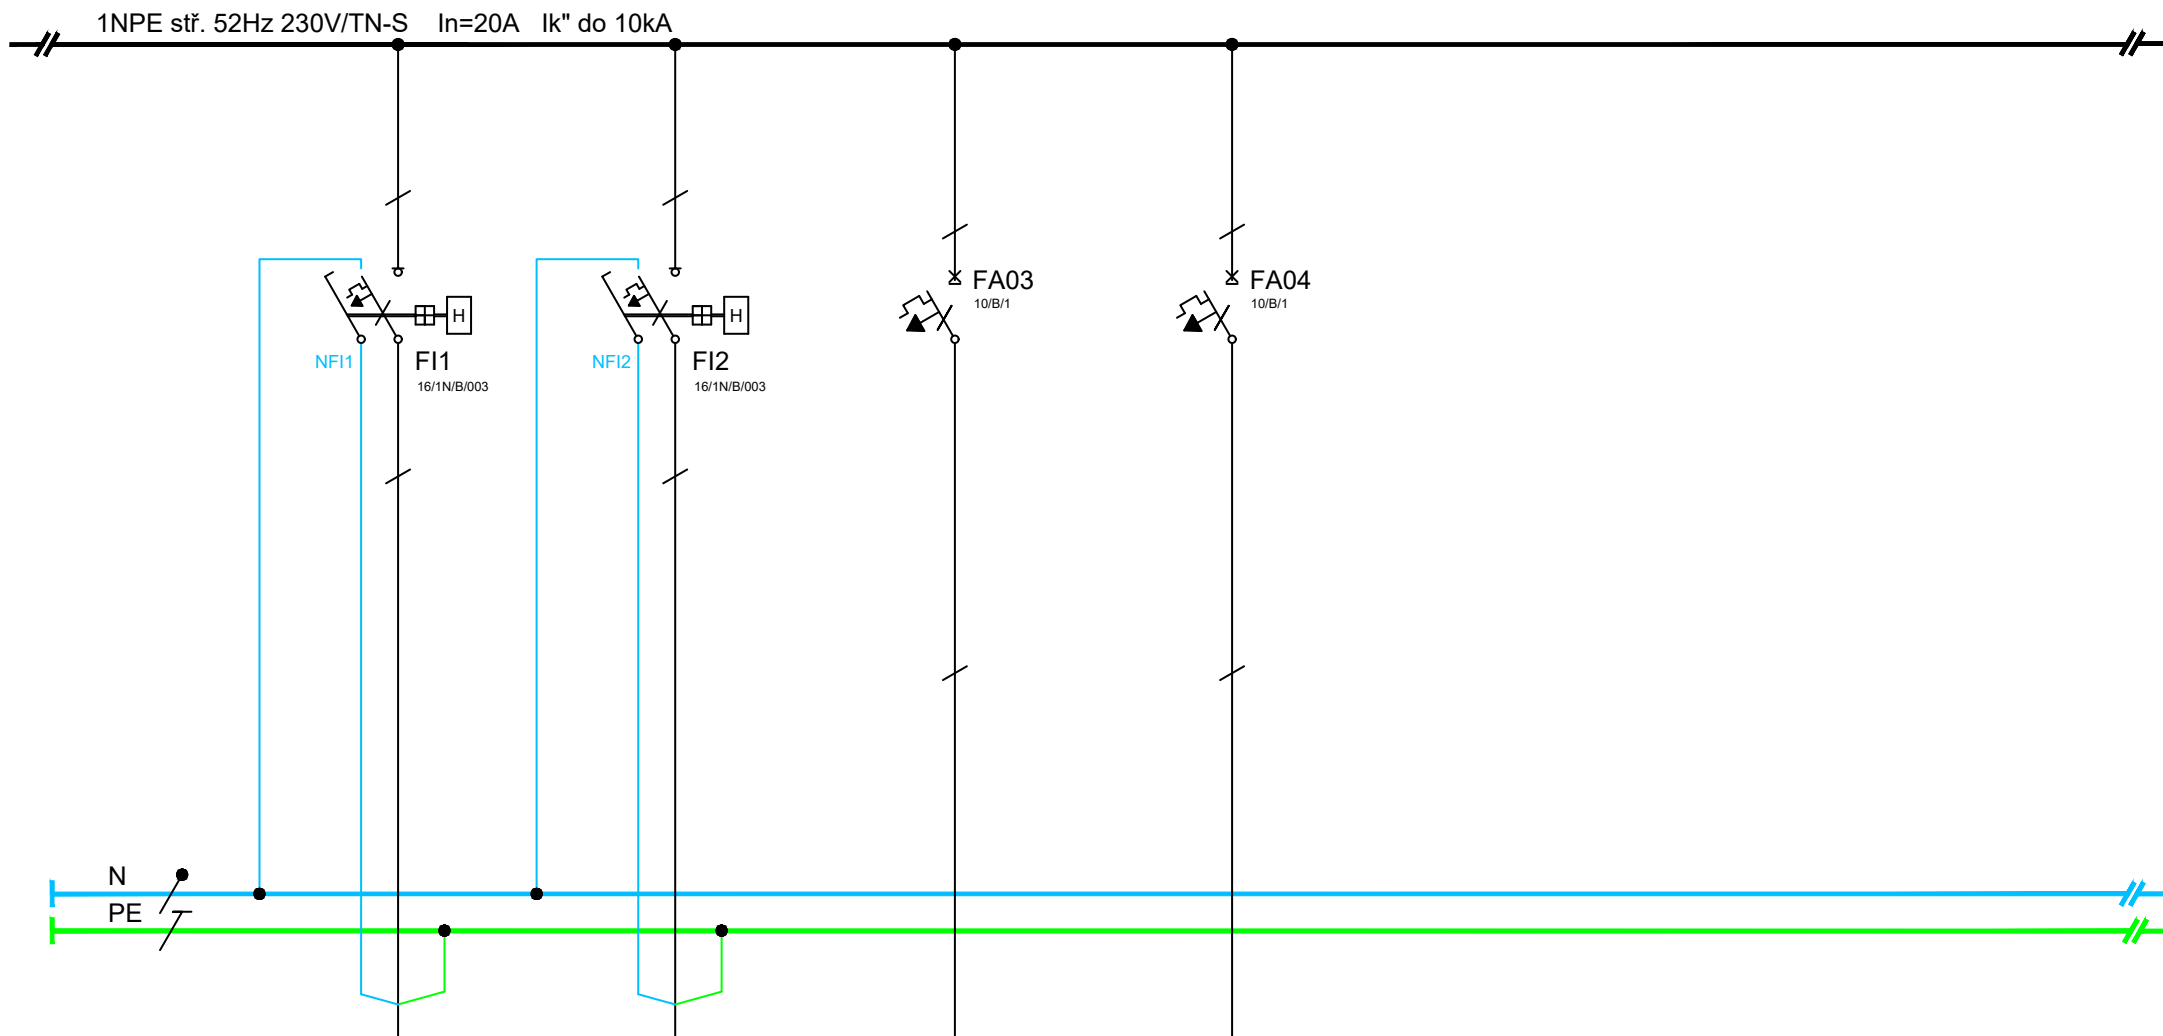 1NPE stř. 52Hz 230V/TN-S In=20A Ik" do 10kA
H
H
FA03
10/B/1
FA04
10/B/1
NFI1
FI1
16/1N/B/003
NFI2
FI2
16/1N/B/003
N
PE